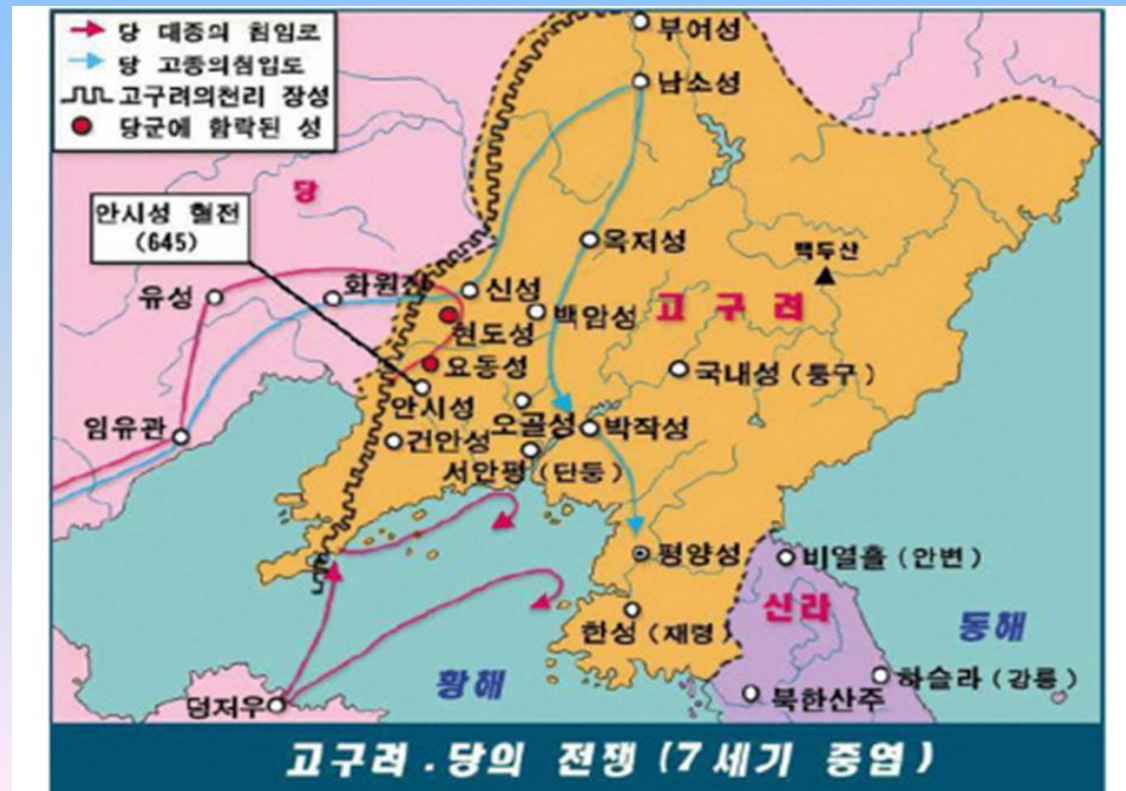 당 대종의 침입로
당 고종의침입도
고구려의천리 장성
당군에 함락된 성
부여성
남소성
당
안시성 혈전
(645)
옥저성
백두산
유성
화원진
신성
백암성
고 구 려
현도성
요동성
국내성 (통구)
안시성
임유관
오골성
박작성
건안성
서안평 (단둥)
평양성
비열홀 (안변)
신라
한성 (재령)
동해
황해
하슬라 (강릉)
북한산주
덩저우
고구려 . 당의 전쟁 (7세기 중엽)